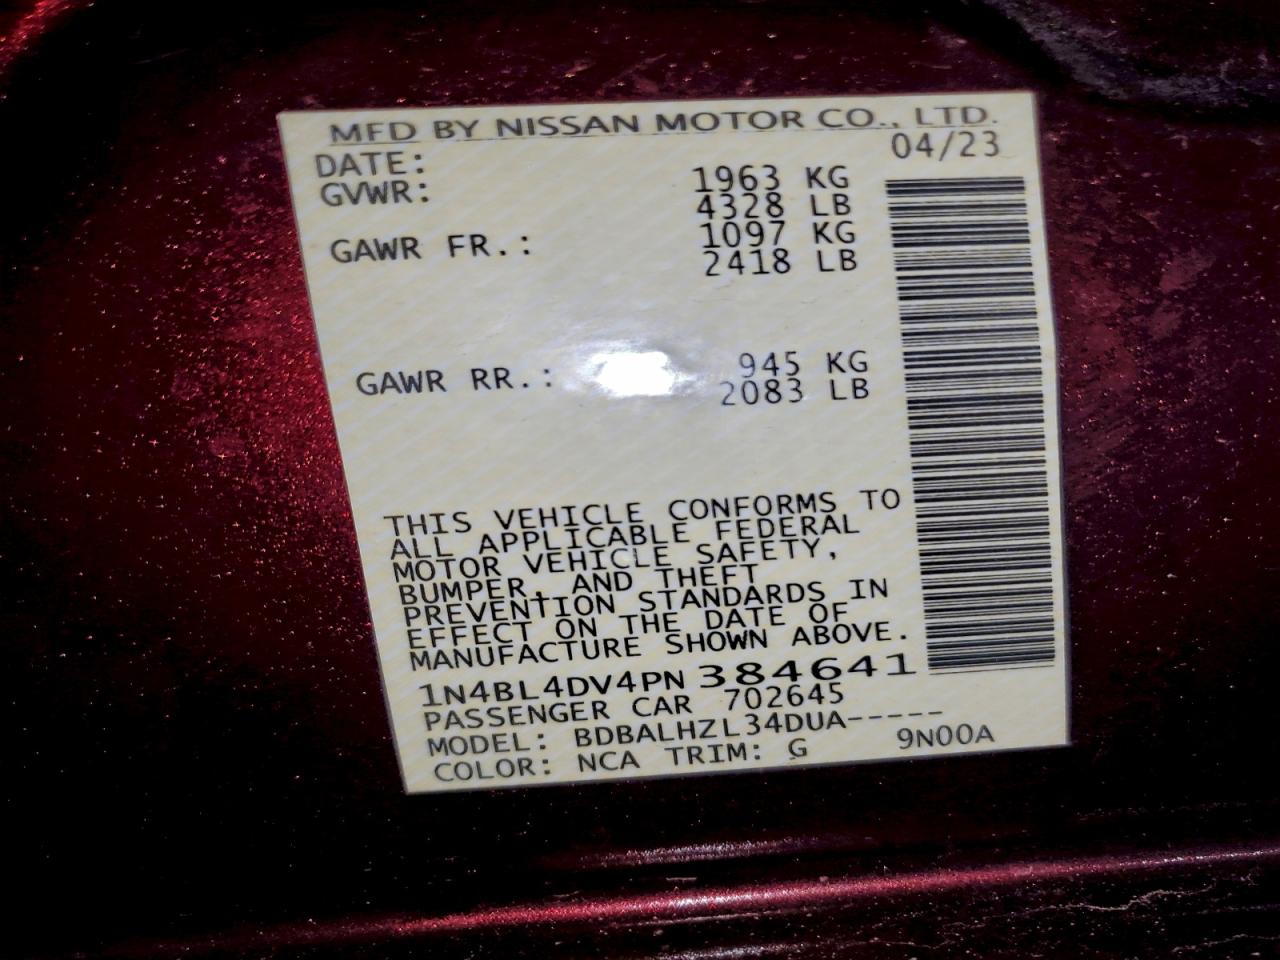 MFD BY NISSAN MOTOR CO., LTD.
DATE: 04/23
GVWR: 1963 KG
4328 LB
GAWR FR.: 1097 KG
2418 LB
GAWR RR.: 945 KG
2083 LB
THIS VEHICLE CONFORMS TO
ALL APPLICABLE FEDERAL
MOTOR VEHICLE SAFETY,
BUMPER, AND THEFT
PREVENTION STANDARDS IN
EFFECT ON THE DATE OF
MANUFACTURE SHOWN ABOVE.
1N4BL4DV4PN384641
PASSENGER CAR 702645
MODEL: BDBALHZL34DUA-----
COLOR: NCA TRIM: G 9N00A